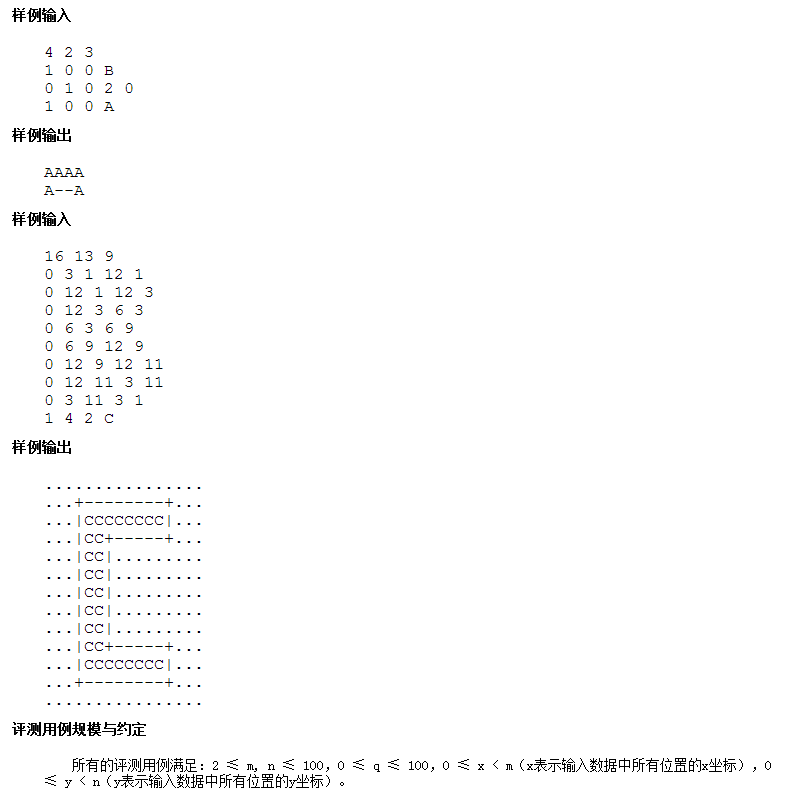 样例输入
4 2 3
1 0 0 B
0 1 0 2 0
1 0 0 A
样例输出
AAAA
A--A
样例输入
16 13 9
0 3 1 12 1
0 12 1 12 3
0 12 3 6 3
0 6 3 6 9
0 6 9 12 9
0 12 9 12 11
0 12 11 3 11
0 3 11 3 1
1 4 2 C
样例输出
................
...+--------+...
...|CCCCCCCC|...
...|CC+-----+...
...|CC|.........
...|CC|.........
...|CC|.........
...|CC|.........
...|CC|.........
...|CC+-----+...
...|CCCCCCCC|...
...+--------+...
................
评测用例规模与约定
所有的评测用例满足：2 ≤ m, n ≤ 100，0 ≤ q ≤ 100，0 ≤ x < m（x表示输入数据中所有位置的x坐标），0
≤ y < n（y表示输入数据中所有位置的y坐标）。